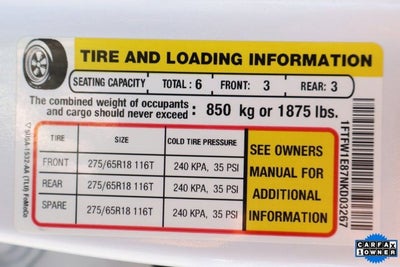 TIRE AND LOADING INFORMATION
SEATING CAPACITY TOTAL : 6 FRONT: 3 REAR: 3
The combined weight of occupants and cargo should never exceed : 850 kg or 1875 lbs.
TIRE SIZE COLD TIRE PRESSURE
FRONT 275/65R18 116T 240 KPA, 35 PSI
REAR 275/65R18 116T 240 KPA, 35 PSI
SPARE 275/65R18 116T 240 KPA, 35 PSI
SEE OWNERS
MANUAL FOR
ADDITIONAL
INFORMATION
1FTFW1E87NKD03267
CARFAX
1 OWNER